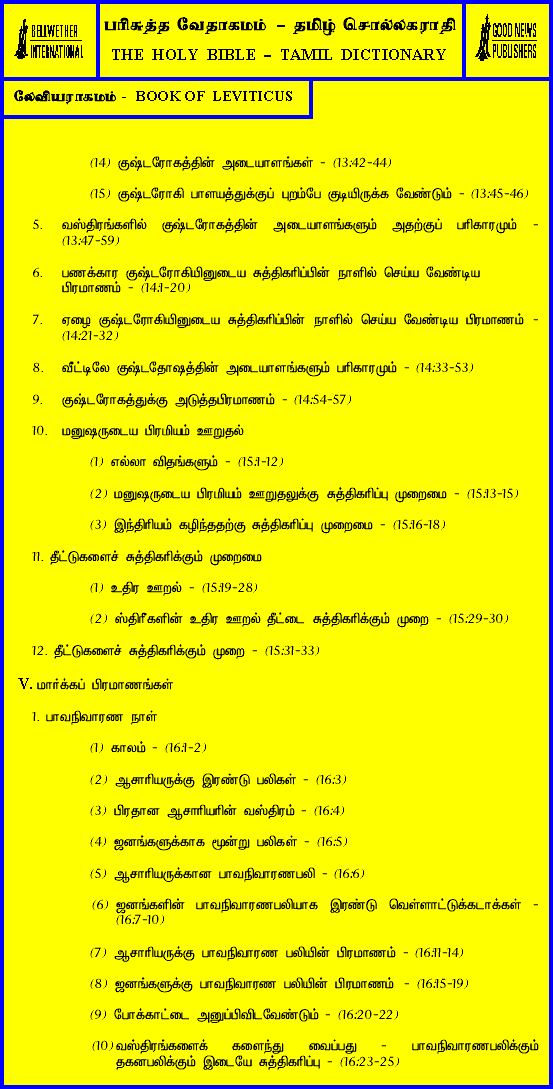 BELLWETHER
INTERNATIONAL
பரிசுத்த வேதாகமம் – தமிழ் சொல்லகராதி
THE HOLY BIBLE – TAMIL DICTIONARY
GOOD NEWS
PUBLISHERS
லேவியராகமம் - BOOK OF LEVITICUS
(14) குஷ்டரோகத்தின் அடையாளங்கள் - (13:42-44)
(15) குஷ்டரோகி பாளயத்துக்குப் புறம்பே குடியிருக்க வேண்டும் - (13:45-46)
5. வஸ்திரங்களில் குஷ்டரோகத்தின் அடையாளங்களும் அதற்குப் பரிகாரமும் -
(13:47-59)
6. பணக்கார குஷ்டரோகியினுடைய சுத்திகரிப்பின் நாளில் செய்ய வேண்டிய
பிரமாணம் - (14:1-20)
7. ஏழை குஷ்டரோகியினுடைய சுத்திகரிப்பின் நாளில் செய்ய வேண்டிய பிரமாணம் -
(14:21-32)
8. வீட்டிலே குஷ்டதோஷத்தின் அடையாளங்களும் பரிகாரமும் - (14:33-53)
9. குஷ்டரோகத்துக்கு அடுத்தபிரமாணம் - (14:54-57)
10. மனுஷருடைய பிரமியம் ஊறுதல்
(1) எல்லா விதங்களும் - (15:1-12)
(2) மனுஷருடைய பிரமியம் ஊறுதலுக்கு சுத்திகரிப்பு முறைமை - (15:13-15)
(3) இந்திரியம் கழிந்ததற்கு சுத்திகரிப்பு முறைமை - (15:16-18)
11. தீட்டுகளைச் சுத்திகரிக்கும் முறைமை
(1) உதிர ஊறல் - (15:19-28)
(2) ஸ்திரீகளின் உதிர ஊறல் தீட்டை சுத்திகரிக்கும் முறை - (15:29-30)
12. தீட்டுகளைச் சுத்திகரிக்கும் முறை - (15:31-33)
V. மார்க்கப் பிரமாணங்கள்
1. பாவநிவாரண நாள்
(1) காலம் - (16:1-2)
(2) ஆசாரியருக்கு இரண்டு பலிகள் - (16:3)
(3) பிரதான ஆசாரியரின் வஸ்திரம் - (16:4)
(4) ஜனங்களுக்காக மூன்று பலிகள் - (16:5)
(5) ஆசாரியருக்கான பாவநிவாரணபலி - (16:6)
(6) ஜனங்களின் பாவநிவாரணபலியாக இரண்டு வெள்ளாட்டுக்கடாக்கள் -
(16:7-10)
(7) ஆசாரியருக்கு பாவநிவாரண பலியின் பிரமாணம் - (16:11-14)
(8) ஜனங்களுக்கு பாவநிவாரண பலியின் பிரமாணம் - (16:15-19)
(9) போக்காட்டை அனுப்பிவிடவேண்டும் - (16:20-22)
(10) வஸ்திரங்களைக் களைந்து வைப்பது - பாவநிவாரணபலிக்கும்
தகனபலிக்கும் இடையே சுத்திகரிப்பு - (16:23-25)